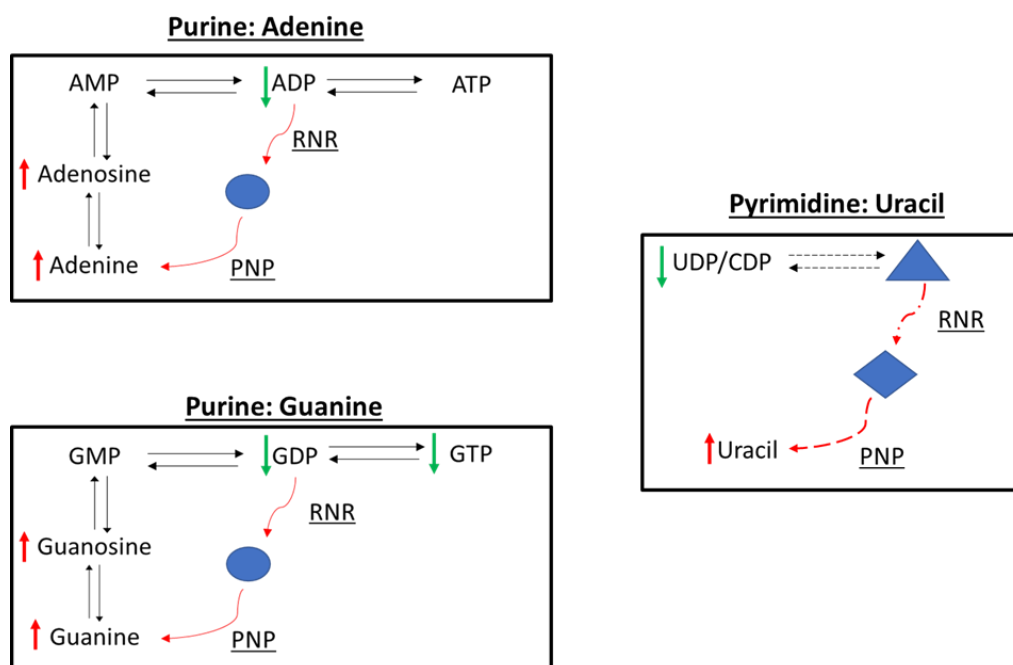 Purine: Adenine
AMP ADP ATP
RNR
Adenosine
Adenine
PNP
Purine: Guanine
GMP GDP GTP
RNR
Guanosine
Guanine
PNP
Pyrimidine: Uracil
UDP/CDP
RNR
Uracil
PNP